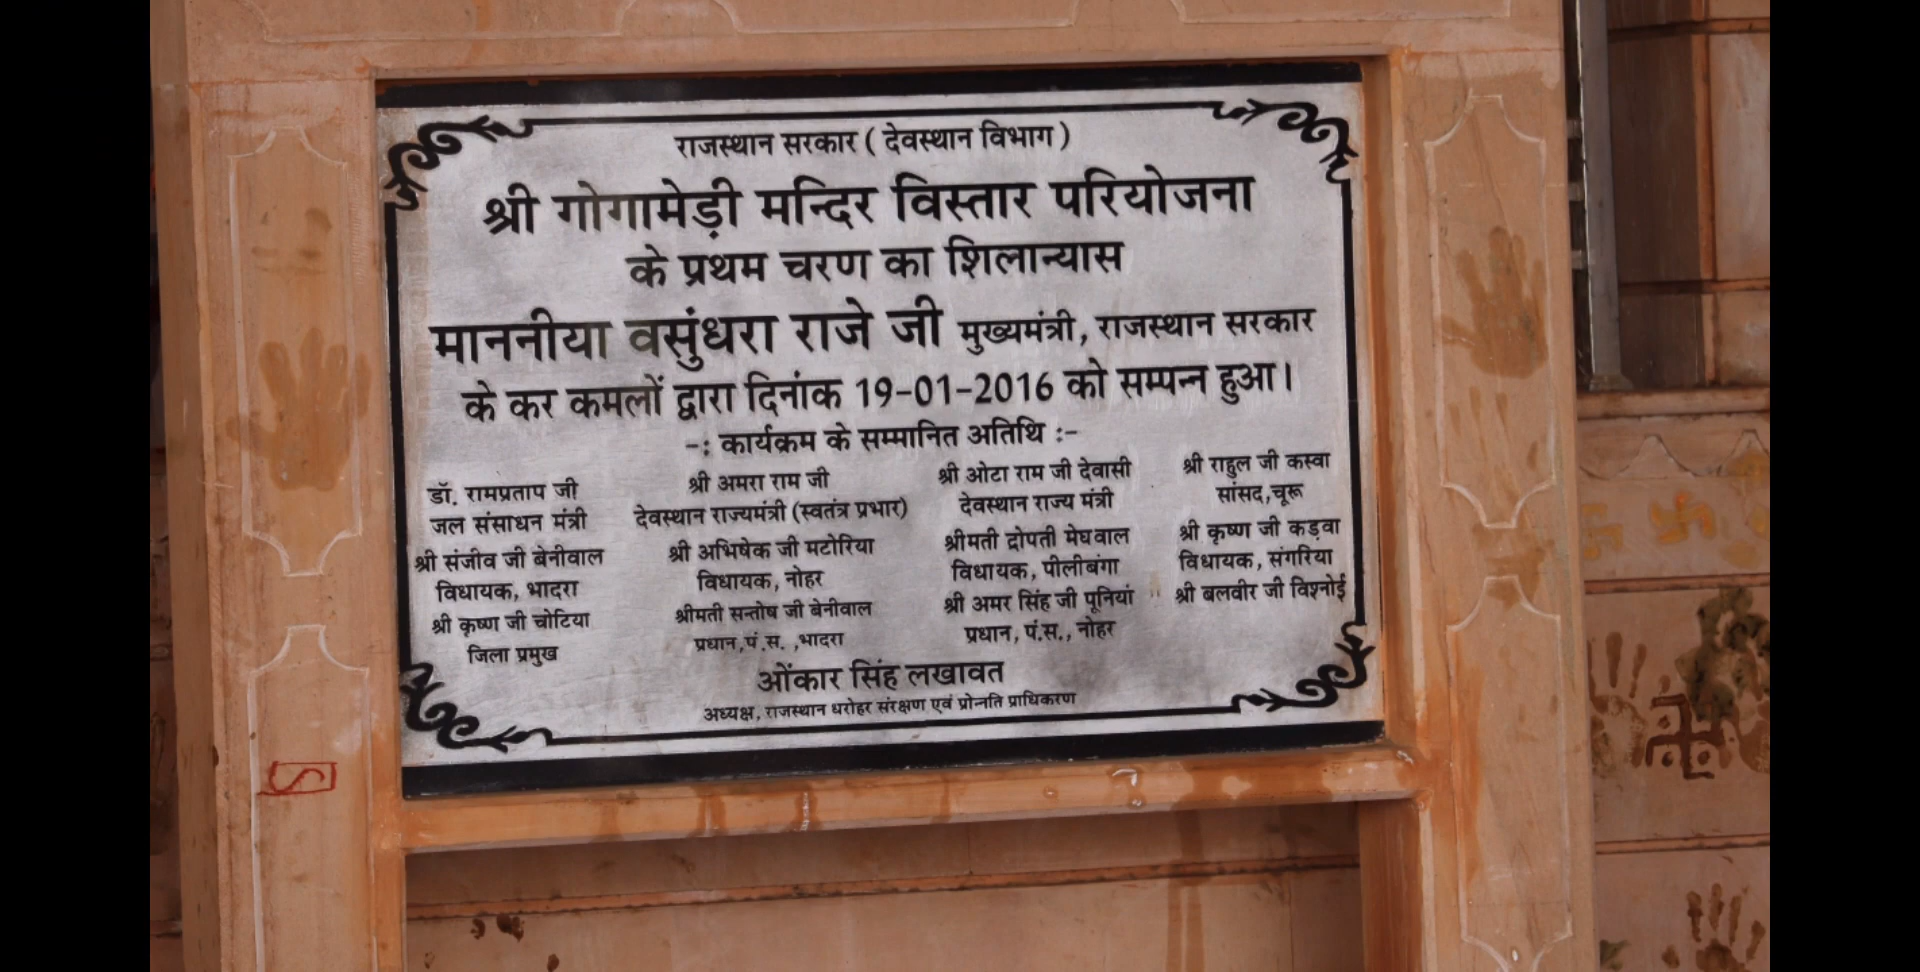 राजस्थान सरकार ( देवस्थान विभाग )
श्री गोगामेड़ी मन्दिर विस्तार परियोजना
के प्रथम चरण का शिलान्यास
माननीया वसुंधरा राजे जी मुख्यमंत्री, राजस्थान सरकार
के कर कमलों द्वारा दिनांक 19-01-2016 को सम्पन्न हुआ।
-: कार्यक्रम के सम्मानित अतिथि :-
डॉ. रामप्रताप जी
जल संसाधन मंत्री
श्री संजीव जी बेनीवाल
विधायक, भादरा
श्री कृष्ण जी चोटिया
जिला प्रमुख
श्री अमरा राम जी
देवस्थान राज्यमंत्री (स्वतंत्र प्रभार)
श्री अभिषेक जी मटोरिया
विधायक, नोहर
श्रीमती सन्तोष जी बेनीवाल
प्रधान,पं.स. ,भादरा
श्री ओटा राम जी देवासी
देवस्थान राज्य मंत्री
श्रीमती द्रोपती मेघवाल
विधायक, पीलीबंगा
श्री अमर सिंह जी पूनियां
प्रधान, पं.स., नोहर
श्री राहुल जी कस्वा
सांसद,चूरू
श्री कृष्ण जी कड़वा
विधायक, संगरिया
श्री बलवीर जी विश्नोई
ओंकार सिंह लखावत
अध्यक्ष, राजस्थान धरोहर संरक्षण एवं प्रोन्नति प्राधिकरण